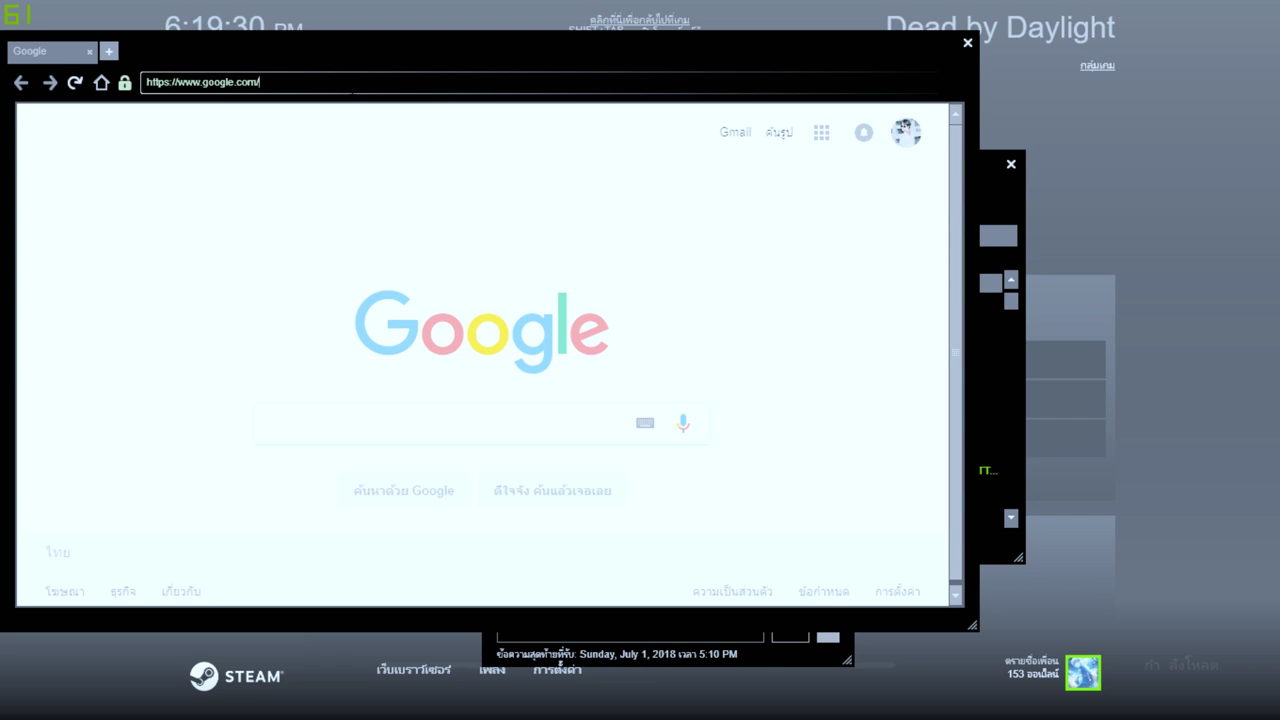 61
6:19:30 PM
คลิกที่นี่เพื่อกลับไปที่เกม
Dead by Daylight
กลุ่มเกม
Google
https://www.google.com/
Gmail ค้นรูป
Google
ค้นหาด้วย Google ดีใจจัง ค้นแล้วเจอเลย
ไทย
โฆษณา ธุรกิจ เกี่ยวกับ ความเป็นส่วนตัว ข้อกำหนด การตั้งค่า
IT...
ข้อความสุดท้ายที่รับ: Sunday, July 1, 2018 เวลา 5:10 PM
STEAM เว็บเบราว์เซอร์ เพลง การตั้งค่า
รายชื่อเพื่อน
153 ออนไลน์